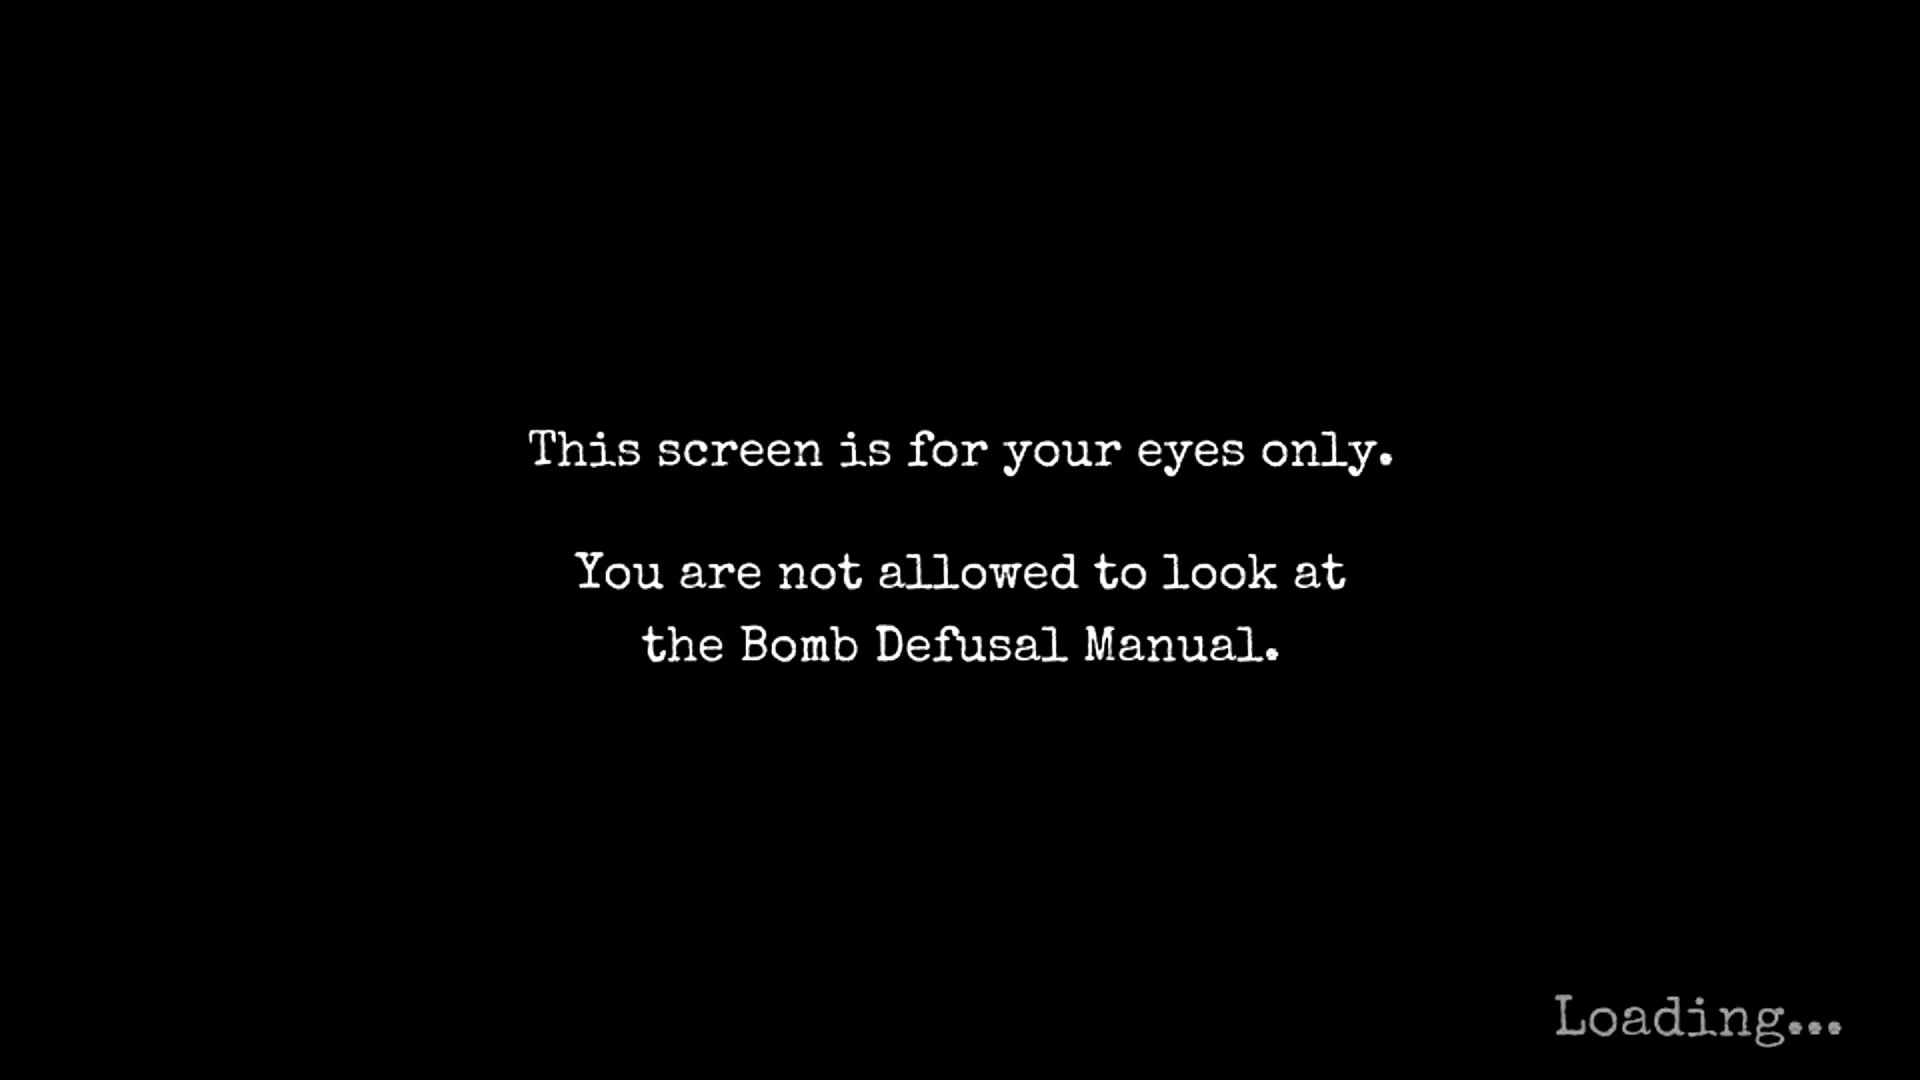 This screen is for your eyes only.
You are not allowed to look at
the Bomb Defusal Manual.
Loading...